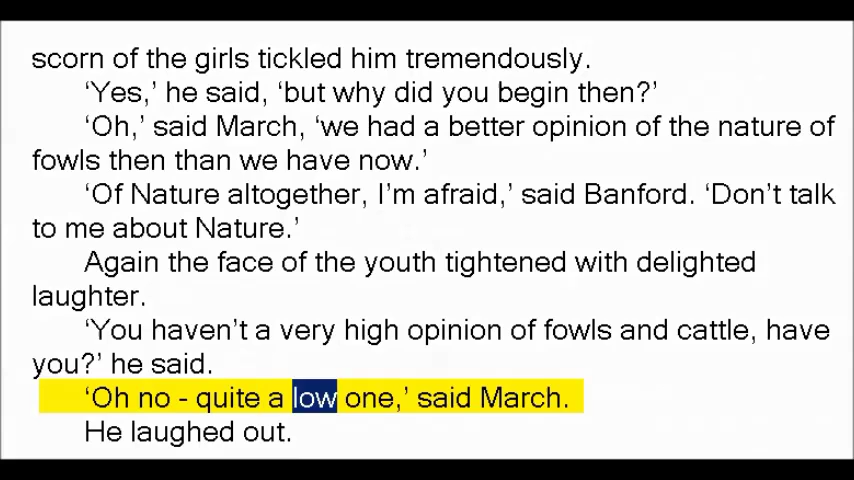 scorn of the girls tickled him tremendously.
‘Yes,’ he said, ‘but why did you begin then?’
‘Oh,’ said March, ‘we had a better opinion of the nature of
fowls then than we have now.’
‘Of Nature altogether, I’m afraid,’ said Banford. ‘Don’t talk
to me about Nature.’
Again the face of the youth tightened with delighted
laughter.
‘You haven’t a very high opinion of fowls and cattle, have
you?’ he said.
‘Oh no - quite a low one,’ said March.
He laughed out.